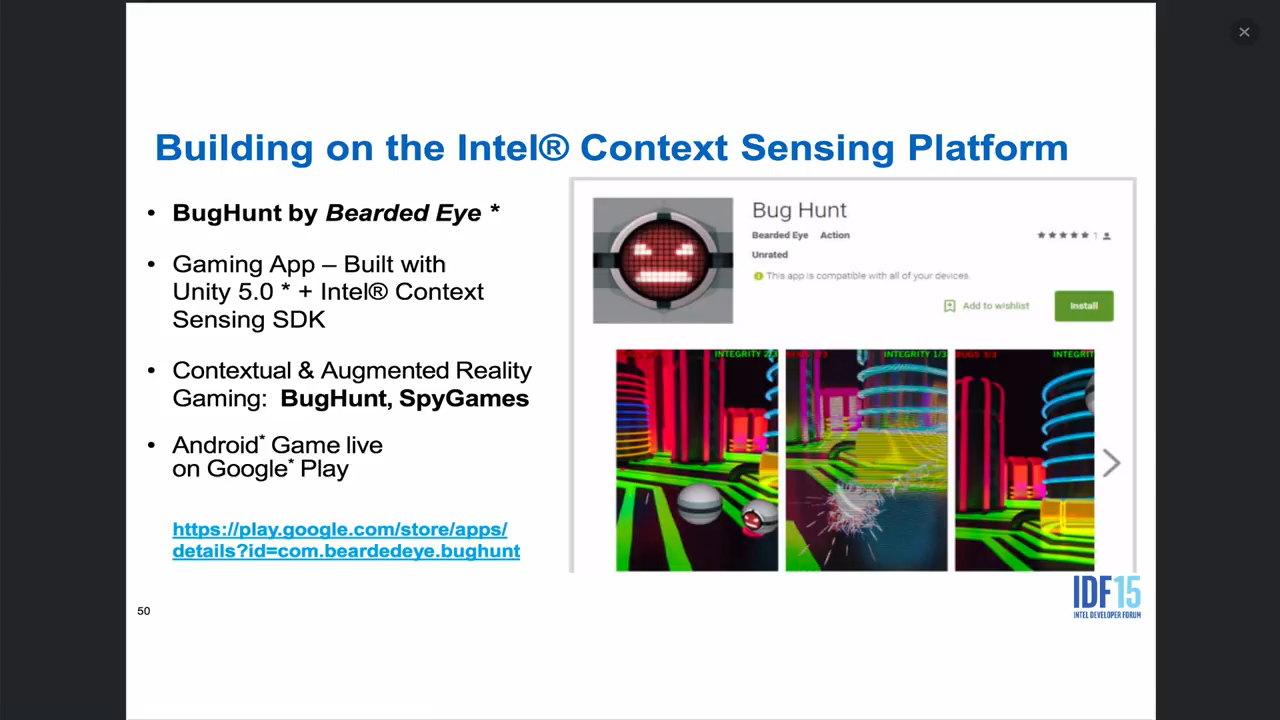 Building on the Intel® Context Sensing Platform
• BugHunt by Bearded Eye *
• Gaming App – Built with
Unity 5.0 * + Intel® Context
Sensing SDK
• Contextual & Augmented Reality
Gaming: BugHunt, SpyGames
• Android* Game live
on Google* Play
https://play.google.com/store/apps/
details?id=com.beardedeye.bughunt
50
Bug Hunt
Bearded Eye Action
★★★★★ 1
Unrated
This app is compatible with all of your devices.
Add to wishlist
Install
INTEGRITY 2/3
INTEGRITY 1/3
BUGS 3/3
INTEGRIT
IDF15
INTEL DEVELOPER FORUM